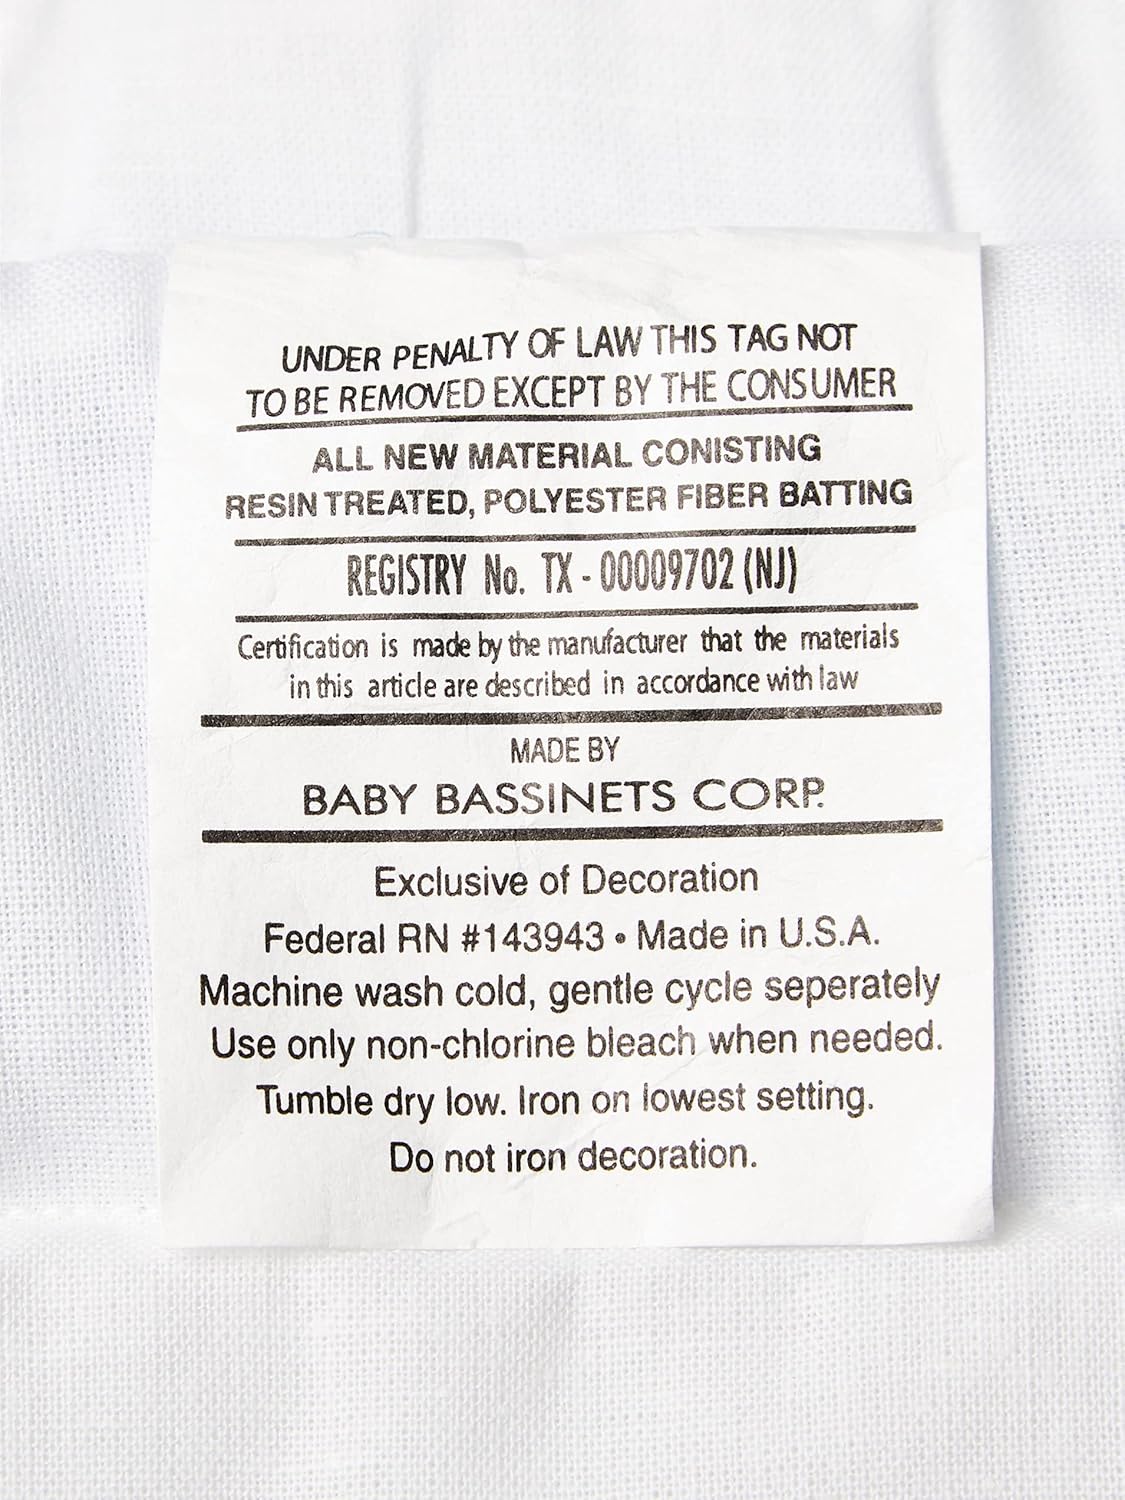 UNDER PENALTY OF LAW THIS TAG NOT
TO BE REMOVED EXCEPT BY THE CONSUMER
ALL NEW MATERIAL CONISTING
RESIN TREATED, POLYESTER FIBER BATTING
REGISTRY No. TX - 00009702 (NJ)
Certification is made by the manufacturer that the materials
in this article are described in accordance with law
MADE BY
BABY BASSINETS CORP.
Exclusive of Decoration
Federal RN #143943 • Made in U.S.A.
Machine wash cold, gentle cycle seperately
Use only non-chlorine bleach when needed.
Tumble dry low. Iron on lowest setting.
Do not iron decoration.